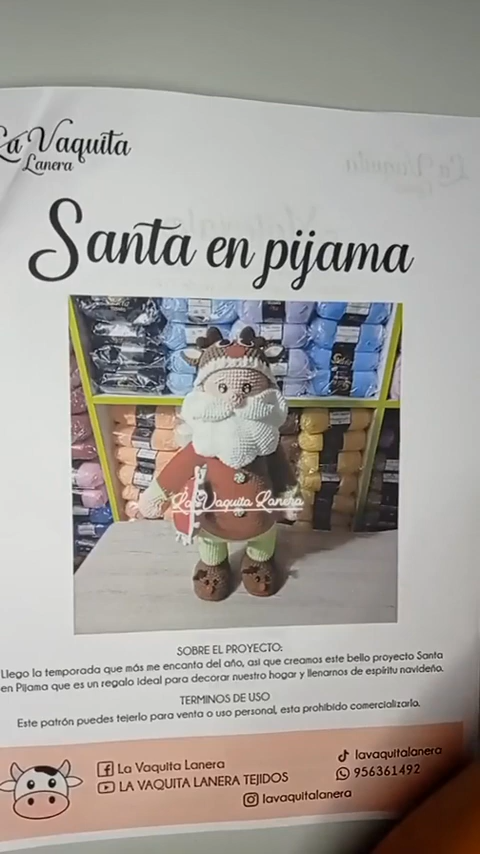 La Vaquita
Lanera
Santa en pijama
La Vaquita Lanera
SOBRE EL PROYECTO:
Llego la temporada que más me encanta del año, asi que creamos este bello proyecto Santa
en Pijama que es un regalo ideal para decorar nuestro hogar y llenarnos de espíritu navideño.
TERMINOS DE USO
Este patrón puedes tejerlo para venta o uso personal, esta prohibido comercializarlo.
La Vaquita Lanera
LA VAQUITA LANERA TEJIDOS
lavaquitalanera
956361492
lavaquitalanera